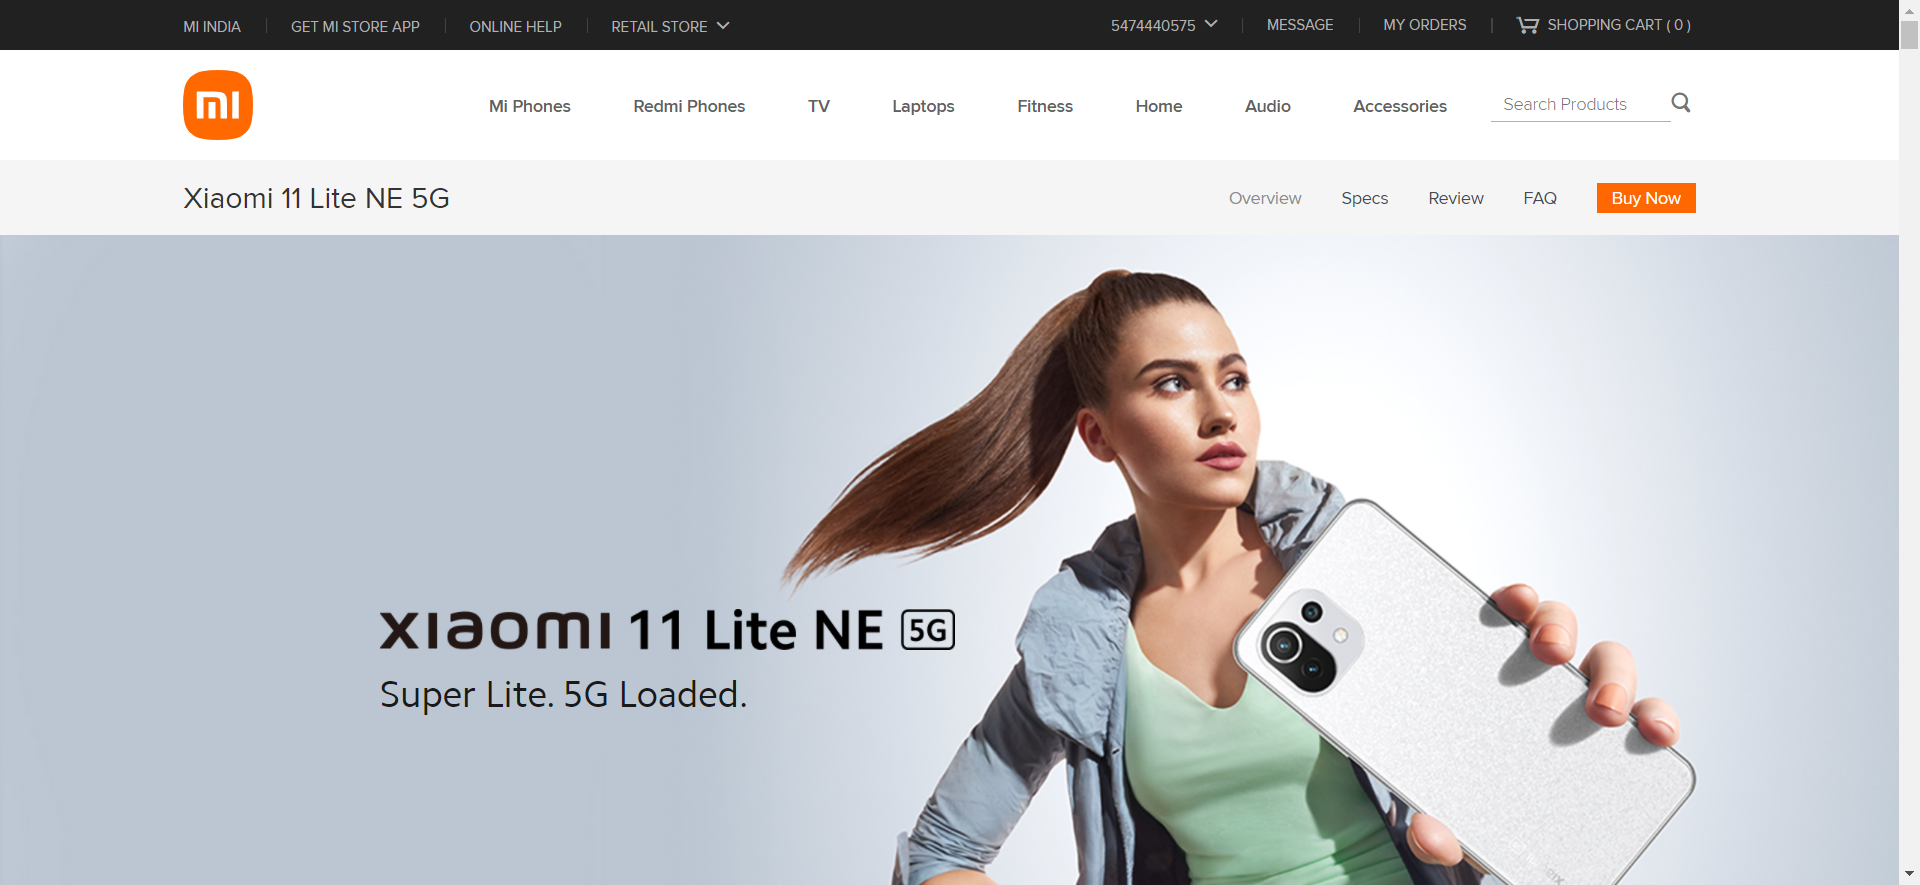 MI INDIA
GET MI STORE APP
ONLINE HELP
RETAIL STORE
5474440575
MESSAGE
MY ORDERS
SHOPPING CART ( 0 )
mi
Mi Phones
Redmi Phones
TV
Laptops
Fitness
Home
Audio
Accessories
Search Products
Xiaomi 11 Lite NE 5G
Overview
Specs
Review
FAQ
Buy Now
xiaomi 11 Lite NE 5G
Super Lite. 5G Loaded.